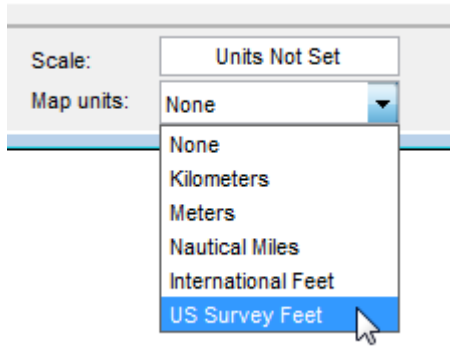 Scale: Units Not Set
Map units: None
None
Kilometers
Meters
Nautical Miles
International Feet
US Survey Feet